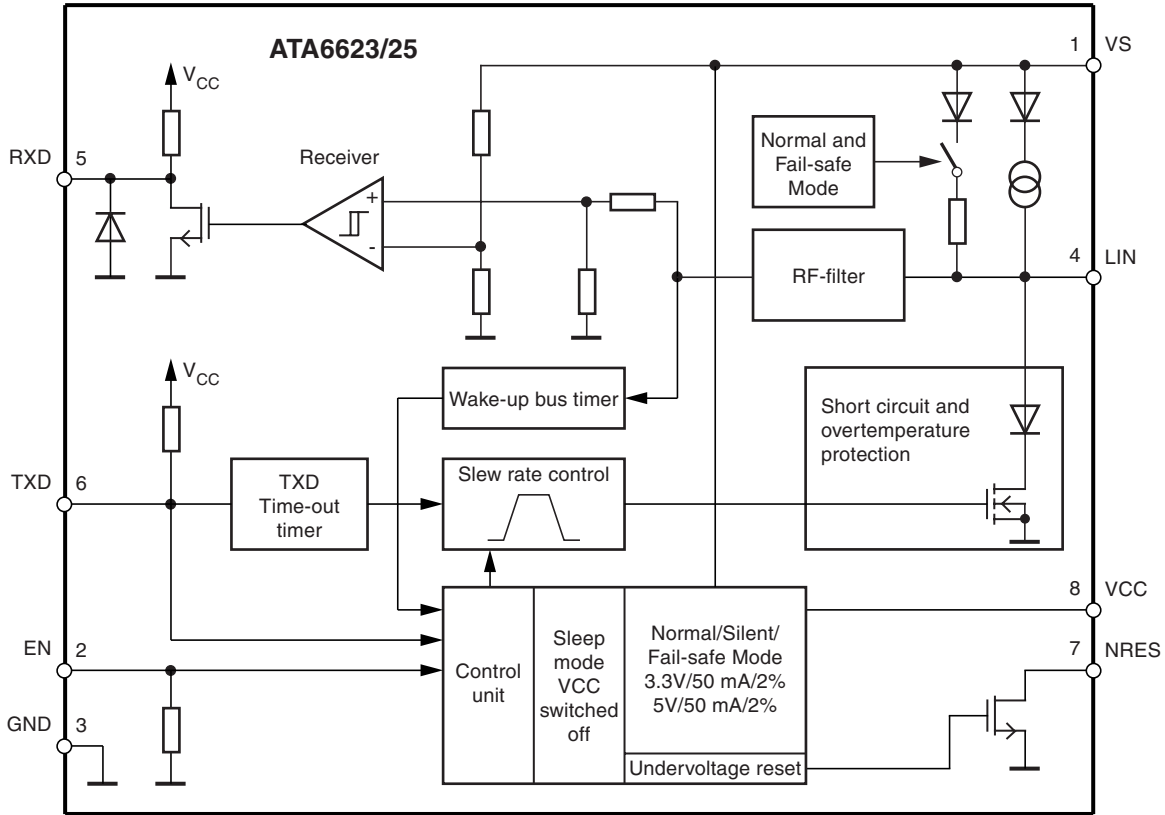 ATA6623/25
1 VS
V_CC
RXD 5
Receiver
+
-
Normal and
Fail-safe
Mode
RF-filter
4 LIN
V_CC
Wake-up bus timer
Short circuit and
overtemperature
protection
TXD 6
TXD
Time-out
timer
Slew rate control
8 VCC
EN 2
Control
unit
Sleep
mode
VCC
switched
off
Normal/Silent/
Fail-safe Mode
3.3V/50 mA/2%
5V/50 mA/2%
7 NRES
GND 3
Undervoltage reset